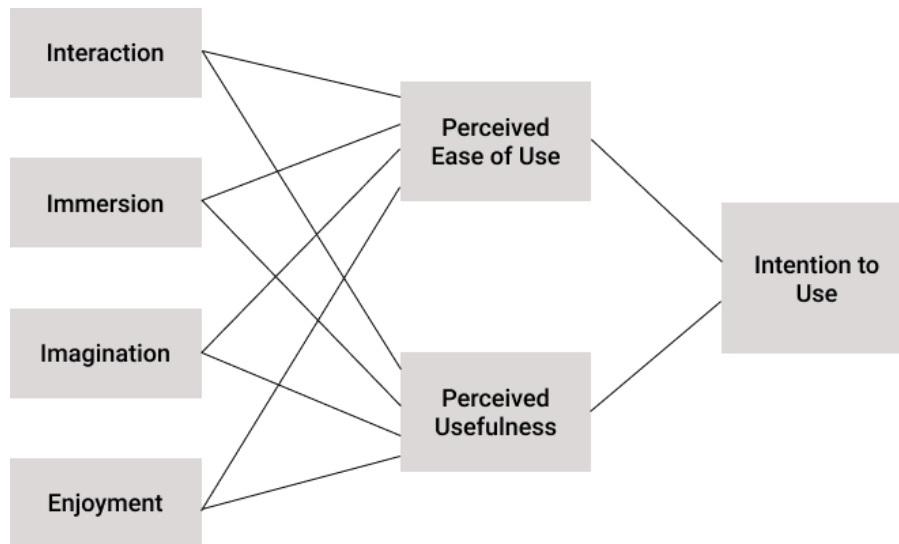 Interaction
Immersion
Imagination
Enjoyment
Perceived
Ease of Use
Perceived
Usefulness
Intention to
Use